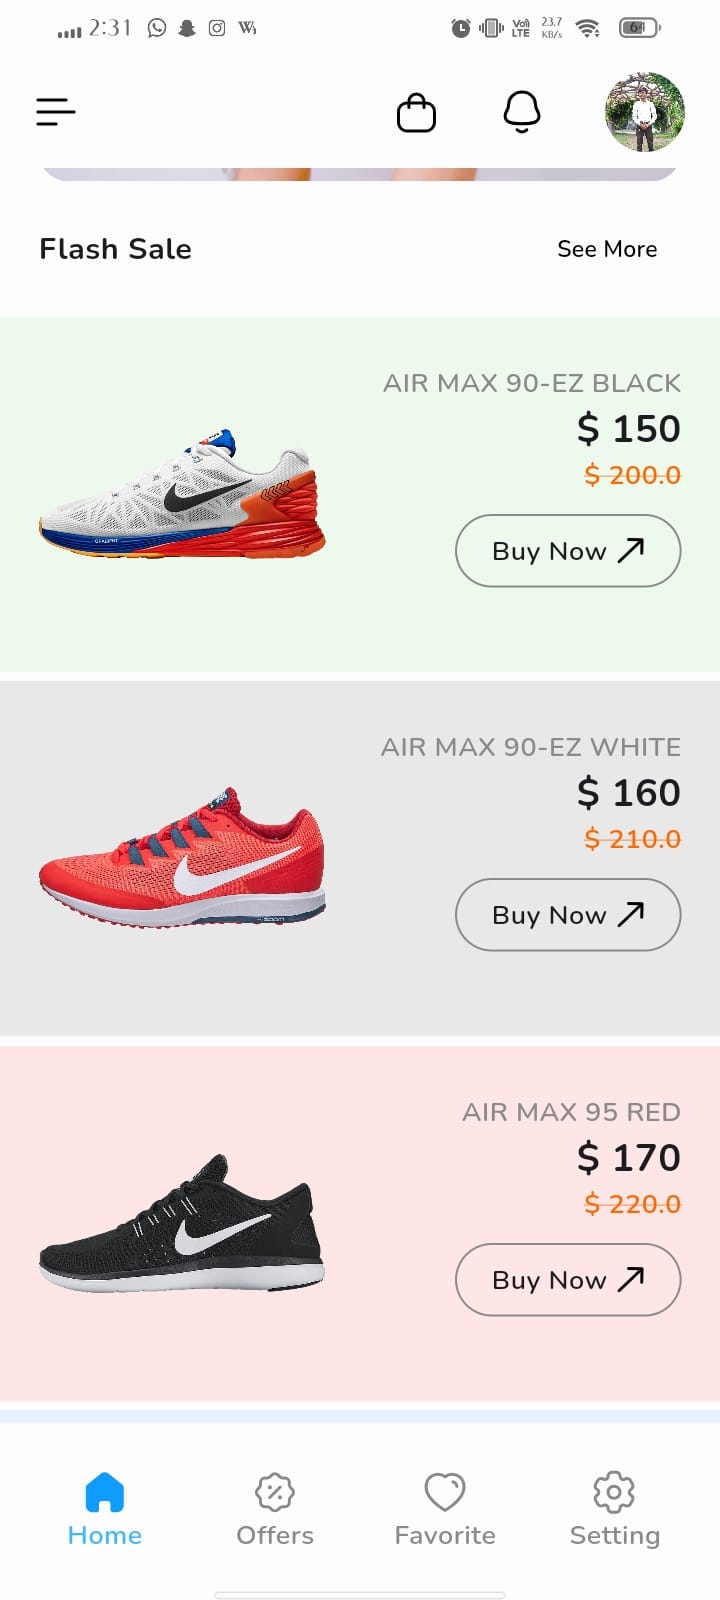 2:31
Vol) LTE
23.7 KB/s
64
Flash Sale
See More
AIR MAX 90-EZ BLACK
$ 150
$ 200.0
Buy Now
AIR MAX 90-EZ WHITE
$ 160
$ 210.0
Buy Now
AIR MAX 95 RED
$ 170
$ 220.0
Buy Now
Home
Offers
Favorite
Setting